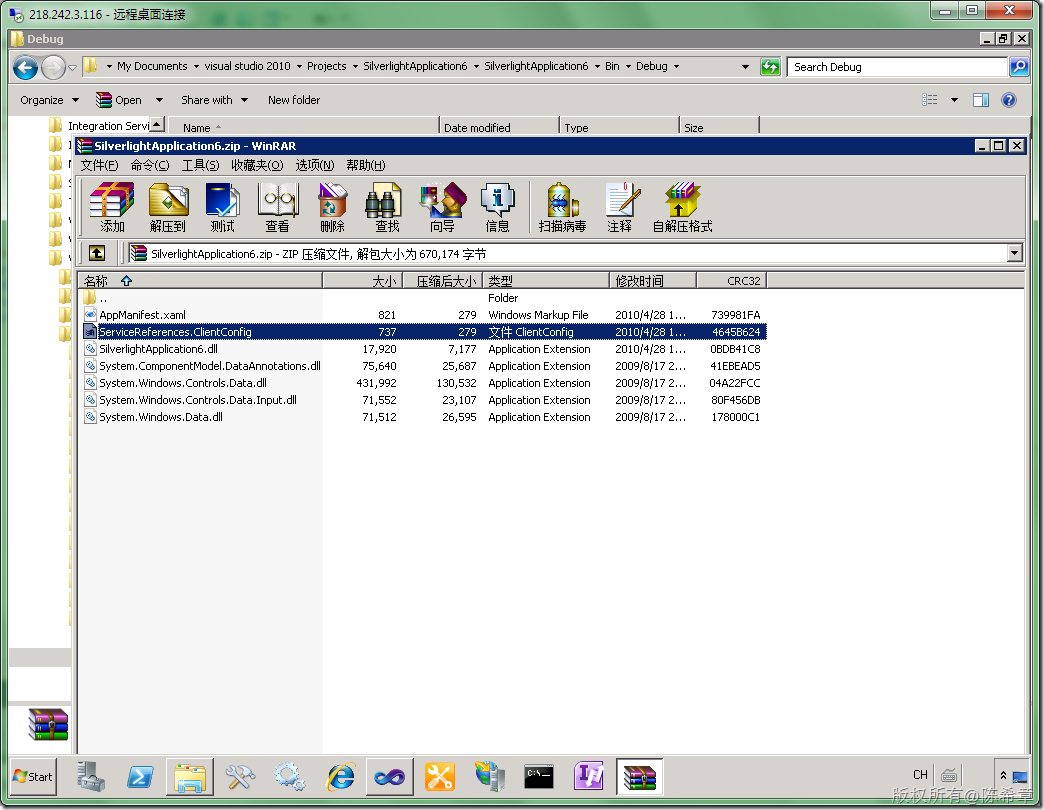 218.242.3.116 - 远程桌面连接
Debug
My Documents visual studio 2010 Projects SilverlightApplication6 SilverlightApplication6 Bin Debug Search Debug
Organize Open Share with New folder
Integration Servi Name Date modified Type Size
SilverlightApplication6.zip - WinRAR
文件(F) 命令(C) 工具(S) 收藏夹(O) 选项(N) 帮助(H)
添加 解压到 测试 查看 删除 查找 向导 信息 扫描病毒 注释 自解压格式
SilverlightApplication6.zip - ZIP 压缩文件, 解包大小为 670,174 字节
名称 大小 压缩后大小 类型 修改时间 CRC32
.. Folder
AppManifest.xaml 821 279 Windows Markup File 2010/4/28 1... 739981FA
ServiceReferences.ClientConfig 737 279 文件 ClientConfig 2010/4/28 1... 4645B624
SilverlightApplication6.dll 17,920 7,177 Application Extension 2010/4/28 1... 0BDB41C8
System.ComponentModel.DataAnnotations.dll 75,640 25,687 Application Extension 2009/8/17 2... 41EBEAD5
System.Windows.Controls.Data.dll 431,992 130,532 Application Extension 2009/8/17 2... 04A22FCC
System.Windows.Controls.Data.Input.dll 71,552 23,107 Application Extension 2009/8/17 2... 80F456DB
System.Windows.Data.dll 71,512 26,595 Application Extension 2009/8/17 2... 178000C1
Start CH
版权所有@陈希章